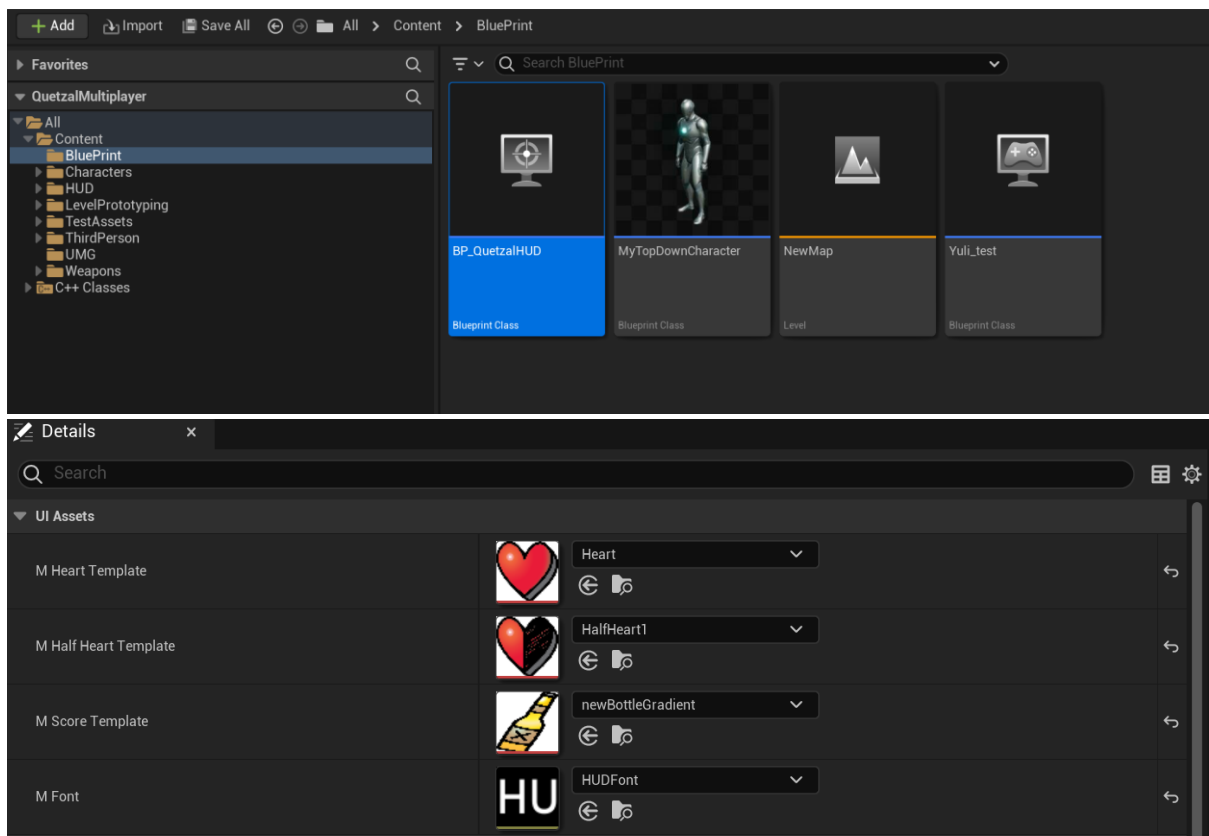 Add Import Save All All > Content > BluePrint
Favorites
Search BluePrint
QuetzalMultiplayer
All
Content
BluePrint
Characters
HUD
LevelPrototyping
TestAssets
ThirdPerson
UMG
Weapons
C++ Classes
BP_QuetzalHUD MyTopDownCharacter NewMap Yuli_test
Blueprint Class Blueprint Class Level Blueprint Class
Details
Search
UI Assets
M Heart Template
Heart
M Half Heart Template
HalfHeart1
M Score Template
newBottleGradient
M Font
HU
HUDFont